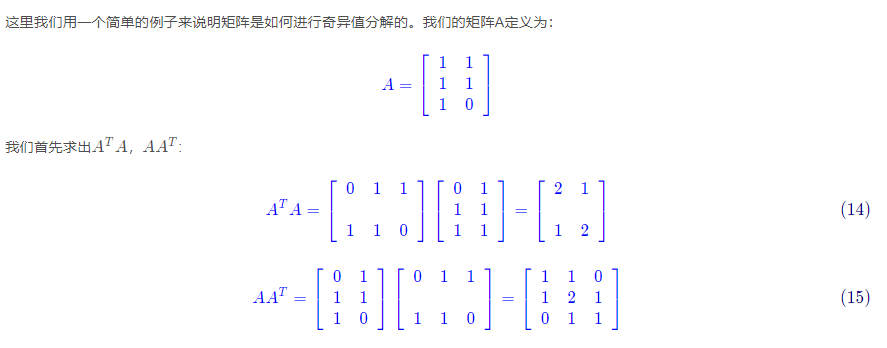 这里我们用一个简单的例子来说明矩阵是如何进行奇异值分解的。我们的矩阵A定义为：
A = [ 1 1
1 1
1 0 ]
我们首先求出A^T A，AA^T：
A^T A = [ 0 1 1
1 1 0 ] [ 0 1
1 1
1 1 ] = [ 2 1
1 2 ] (14)
AA^T = [ 0 1
1 1
1 0 ] [ 0 1 1
1 1 0 ] = [ 1 1 0
1 2 1
0 1 1 ] (15)